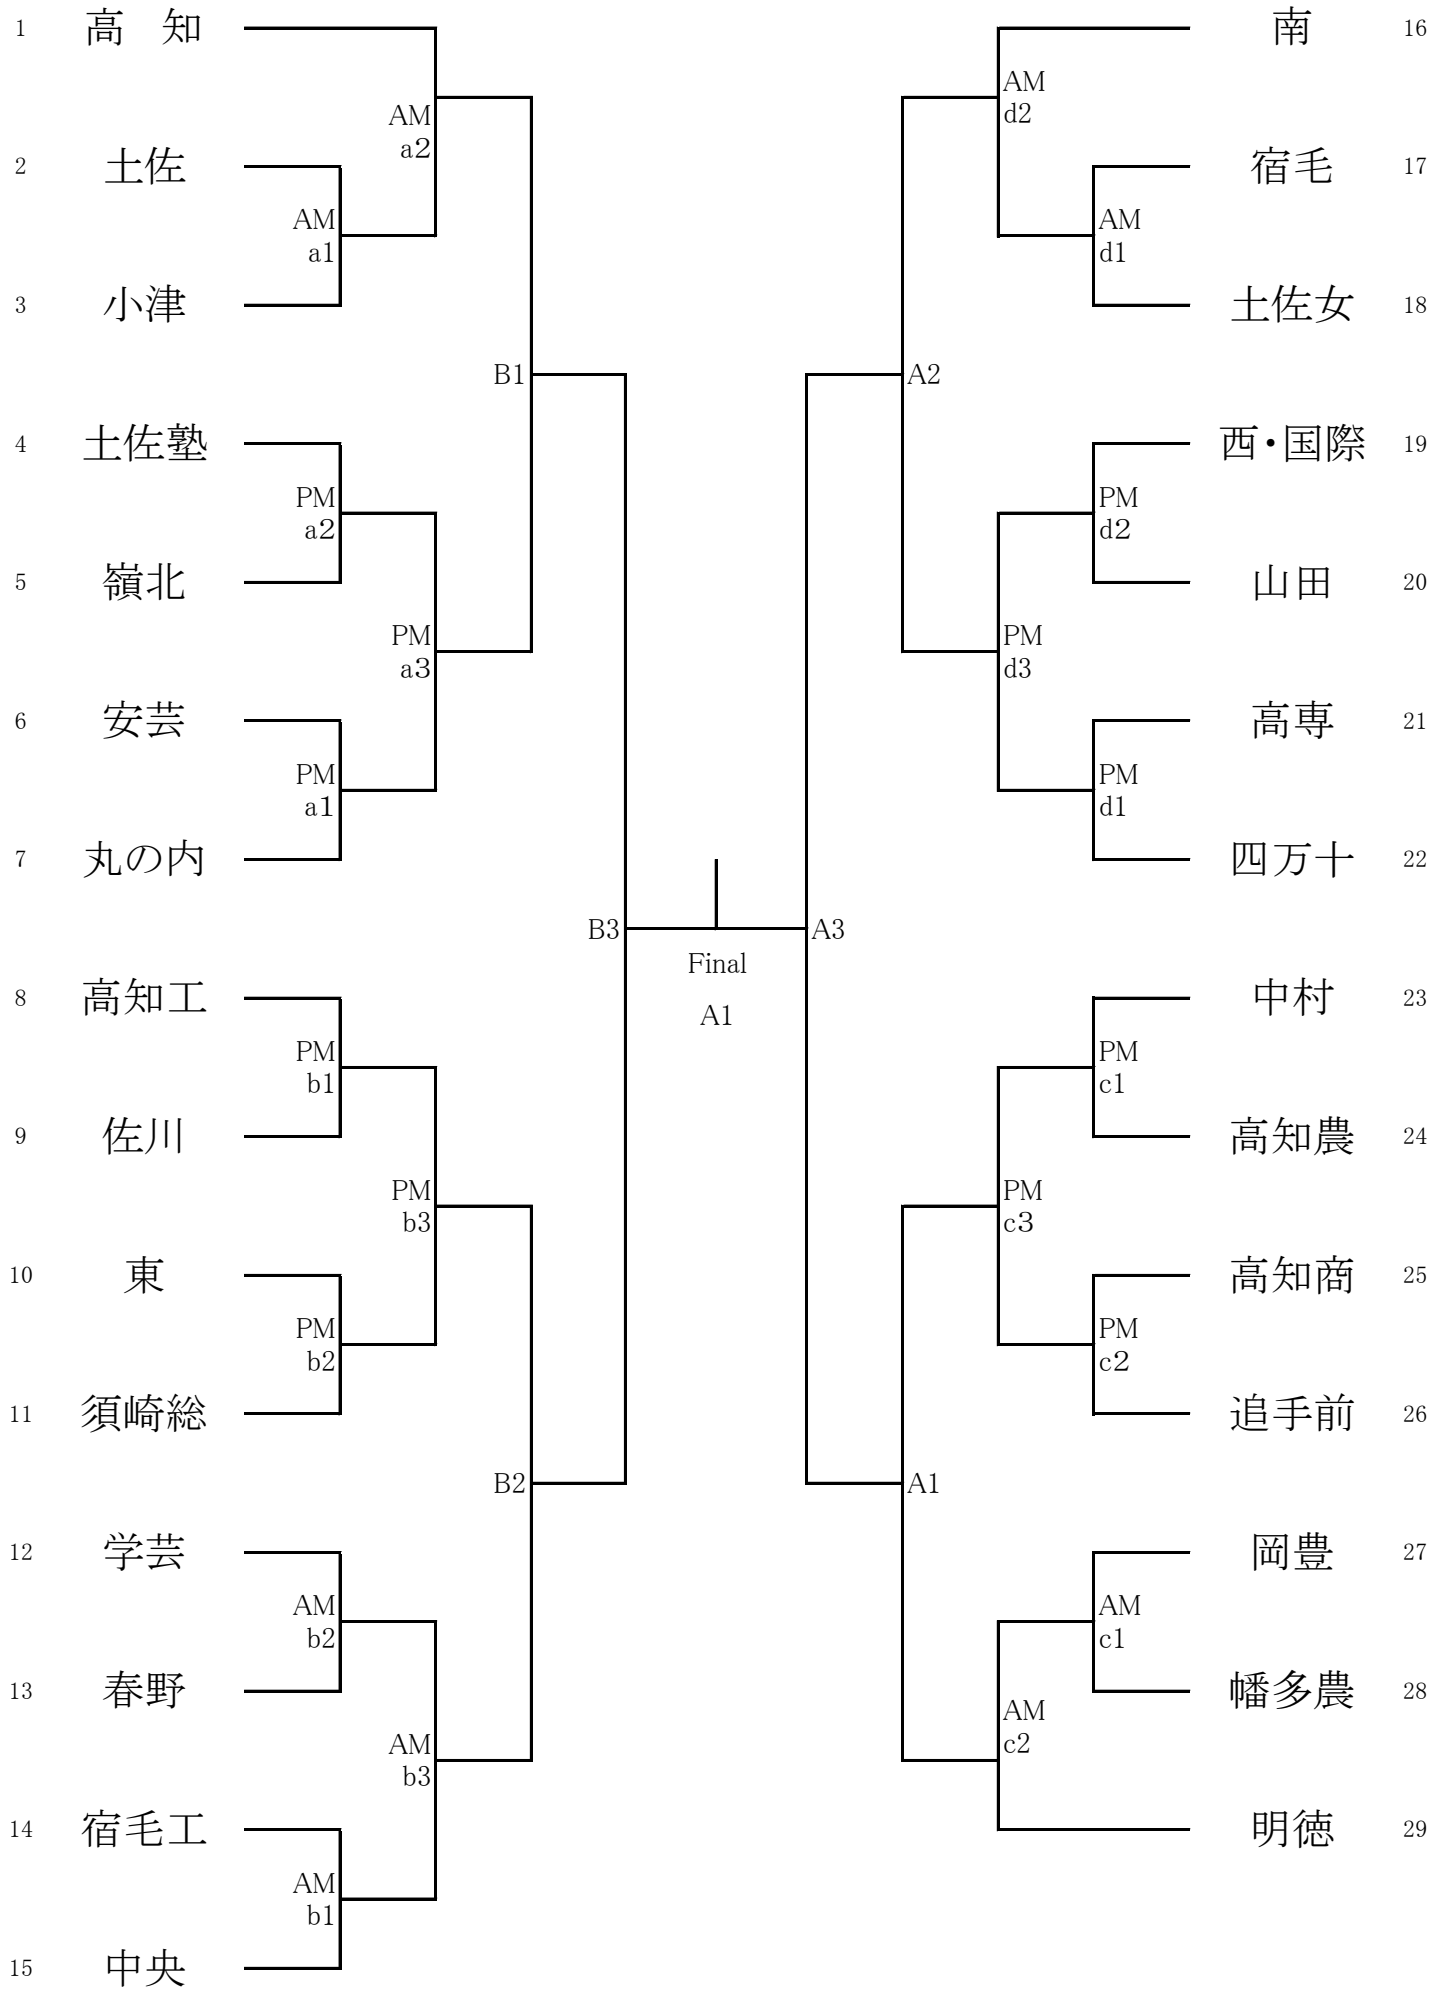 1 高　知
AM
a2
2 土佐
AM
a1
3 小津
B1
4 土佐塾
PM
a2
5 嶺北
PM
a3
6 安芸
PM
a1
7 丸の内
B3
8 高知工
PM
b1
9 佐川
PM
b3
10 東
PM
b2
11 須崎総
B2
12 学芸
AM
b2
13 春野
AM
b3
14 宿毛工
AM
b1
15 中央
Final
A1
南 16
AM
d2
宿毛 17
AM
d1
土佐女 18
A2
西・国際 19
PM
d2
山田 20
PM
d3
高専 21
PM
d1
四万十 22
A3
中村 23
PM
c1
高知農 24
PM
c3
高知商 25
PM
c2
追手前 26
A1
岡豊 27
AM
c1
幡多農 28
AM
c2
明徳 29